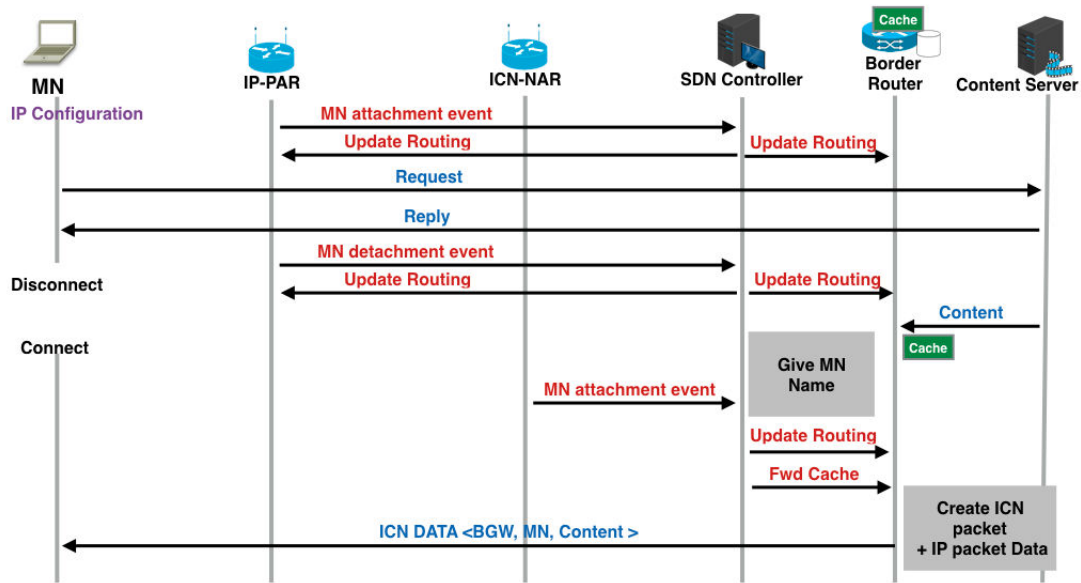 Cache
MN
IP-PAR
ICN-NAR
SDN Controller
Border
Router
Content Server
IP Configuration
MN attachment event
Update Routing
Update Routing
Request
Reply
MN detachment event
Disconnect
Update Routing
Update Routing
Content
Connect
Cache
Give MN
Name
MN attachment event
Update Routing
Fwd Cache
Create ICN
packet
+ IP packet Data
ICN DATA <BGW, MN, Content >